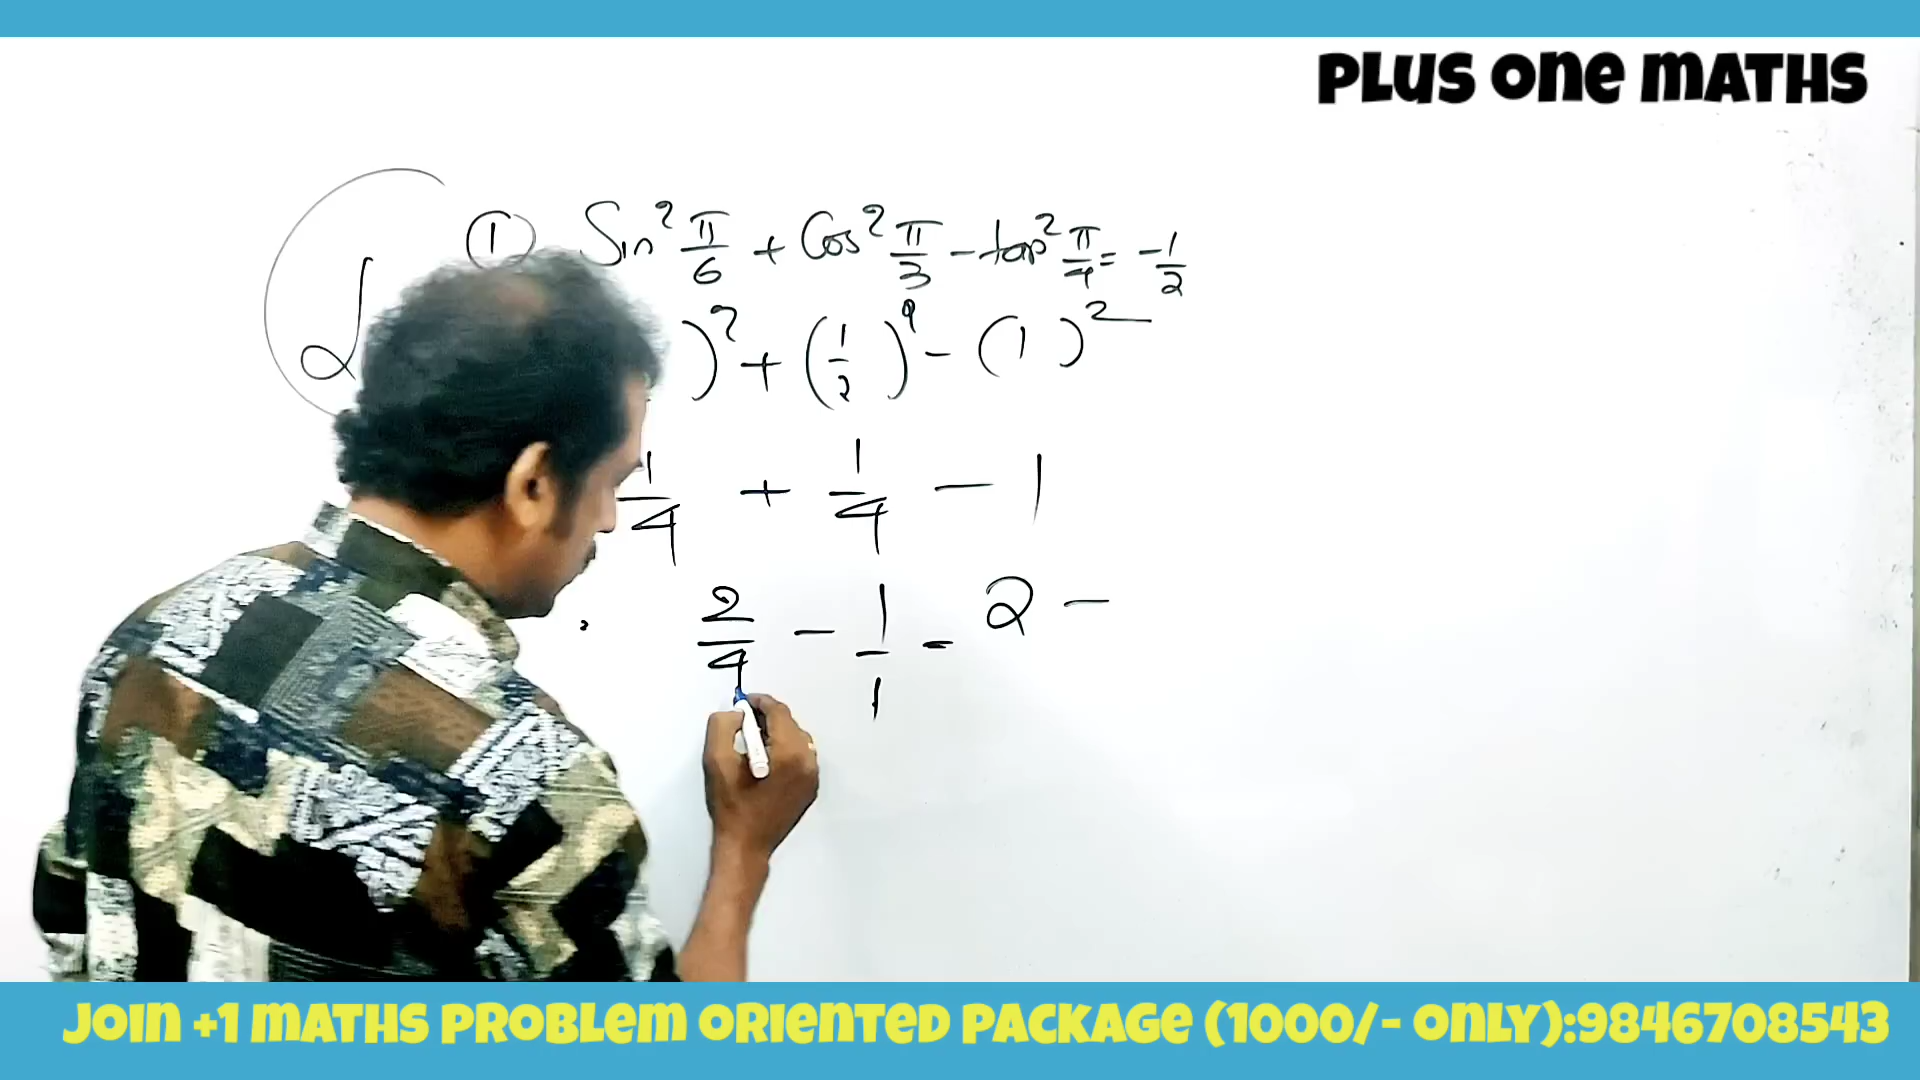 PLUS ONE MATHS
① Sin² π/6 + Cos² π/3 - tan² π/4 = -1/2
)² + (1/2)² - (1)²
1/4 + 1/4 - 1
2/4 - 1/1 = 2 -
JOIN +1 MATHS PROBLEM ORIENTED PACKAGE (1000/- ONLY):9846708543